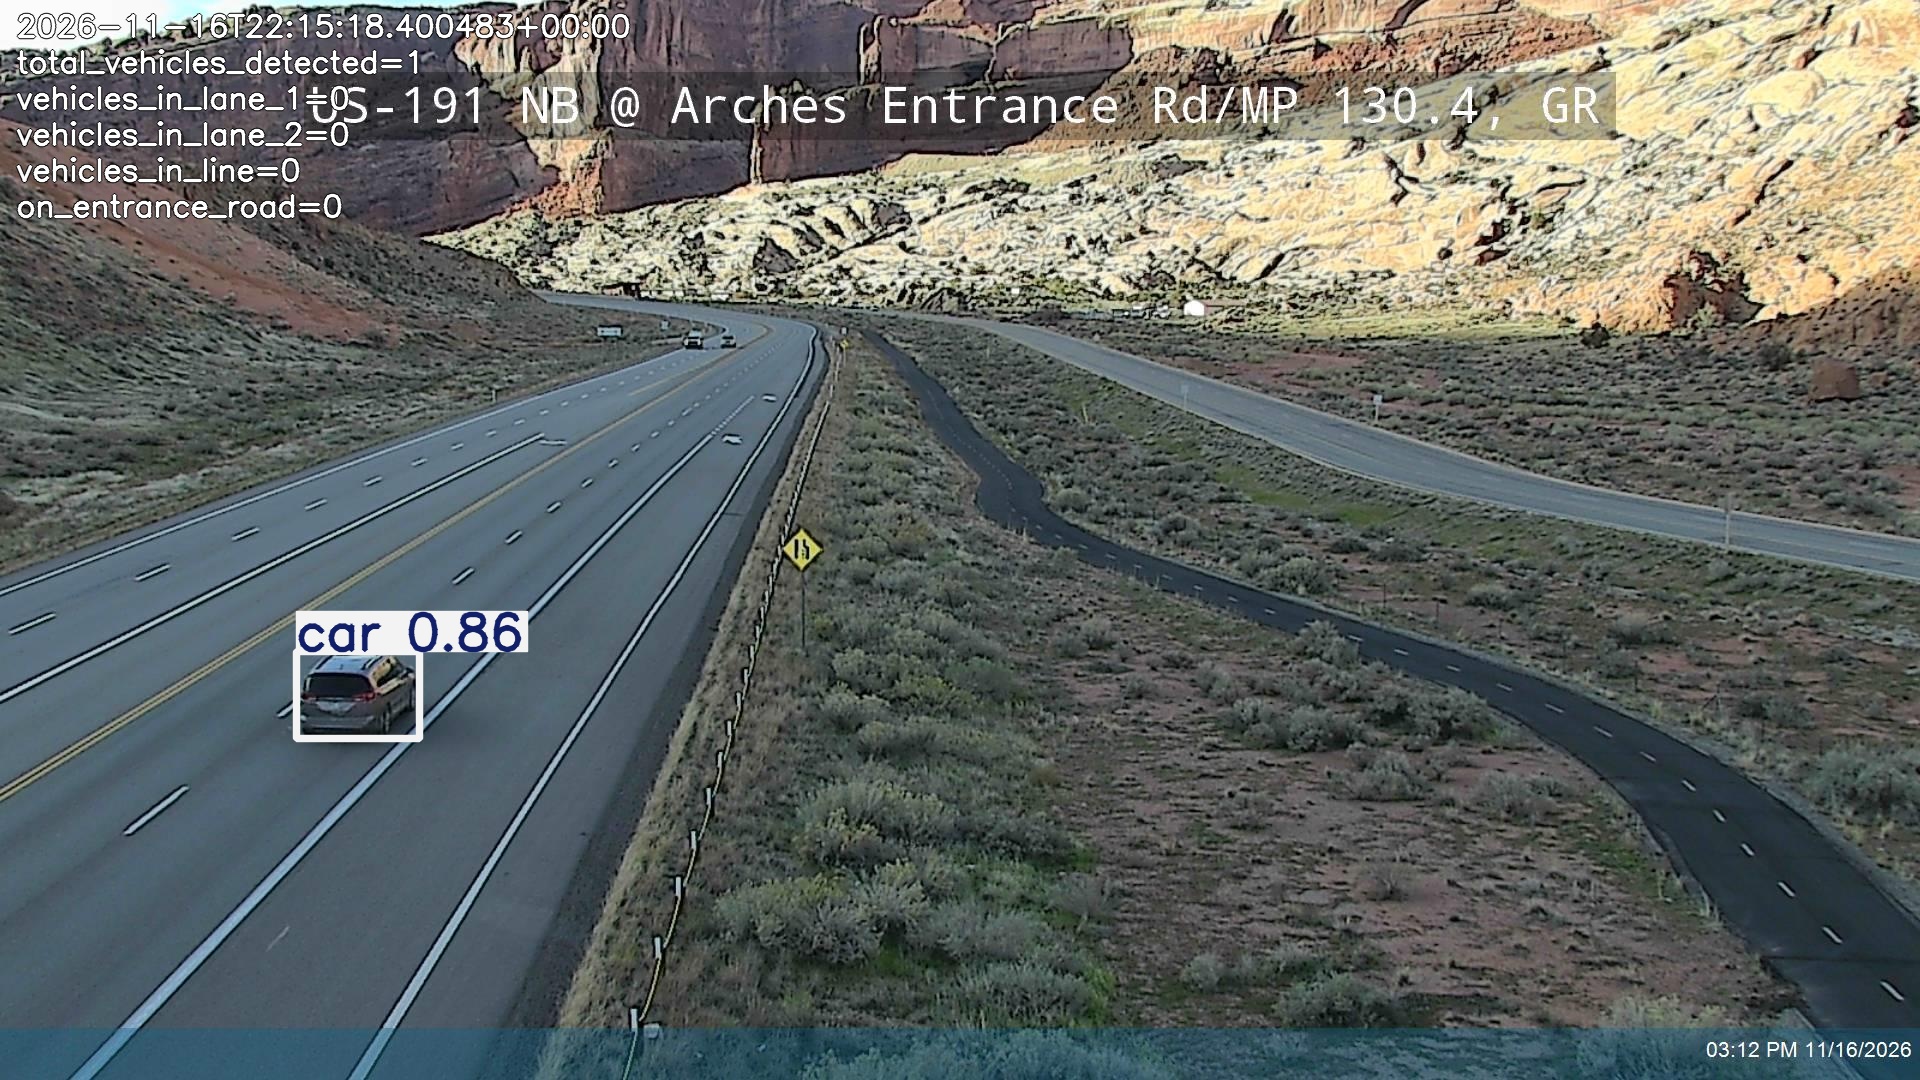 2026-11-16T22:15:18.400483+00:00
total_vehicles_detected=1
vehicles_in_lane_1=0
US-191 NB @ Arches Entrance Rd/MP 130.4, GR
vehicles_in_lane_2=0
vehicles_in_line=0
on_entrance_road=0
car 0.86
03:12 PM 11/16/2026